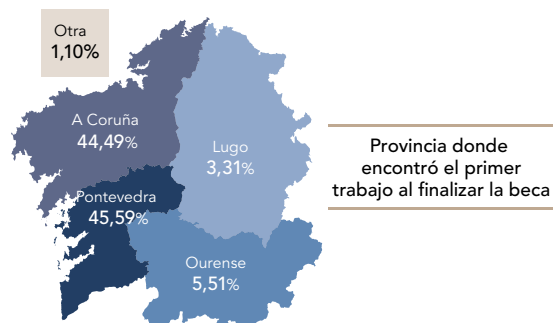 Otra
1,10%
A Coruña
44,49%
Lugo
3,31%
Pontevedra
45,59%
Ourense
5,51%
Provincia donde
encontró el primer
trabajo al finalizar la beca